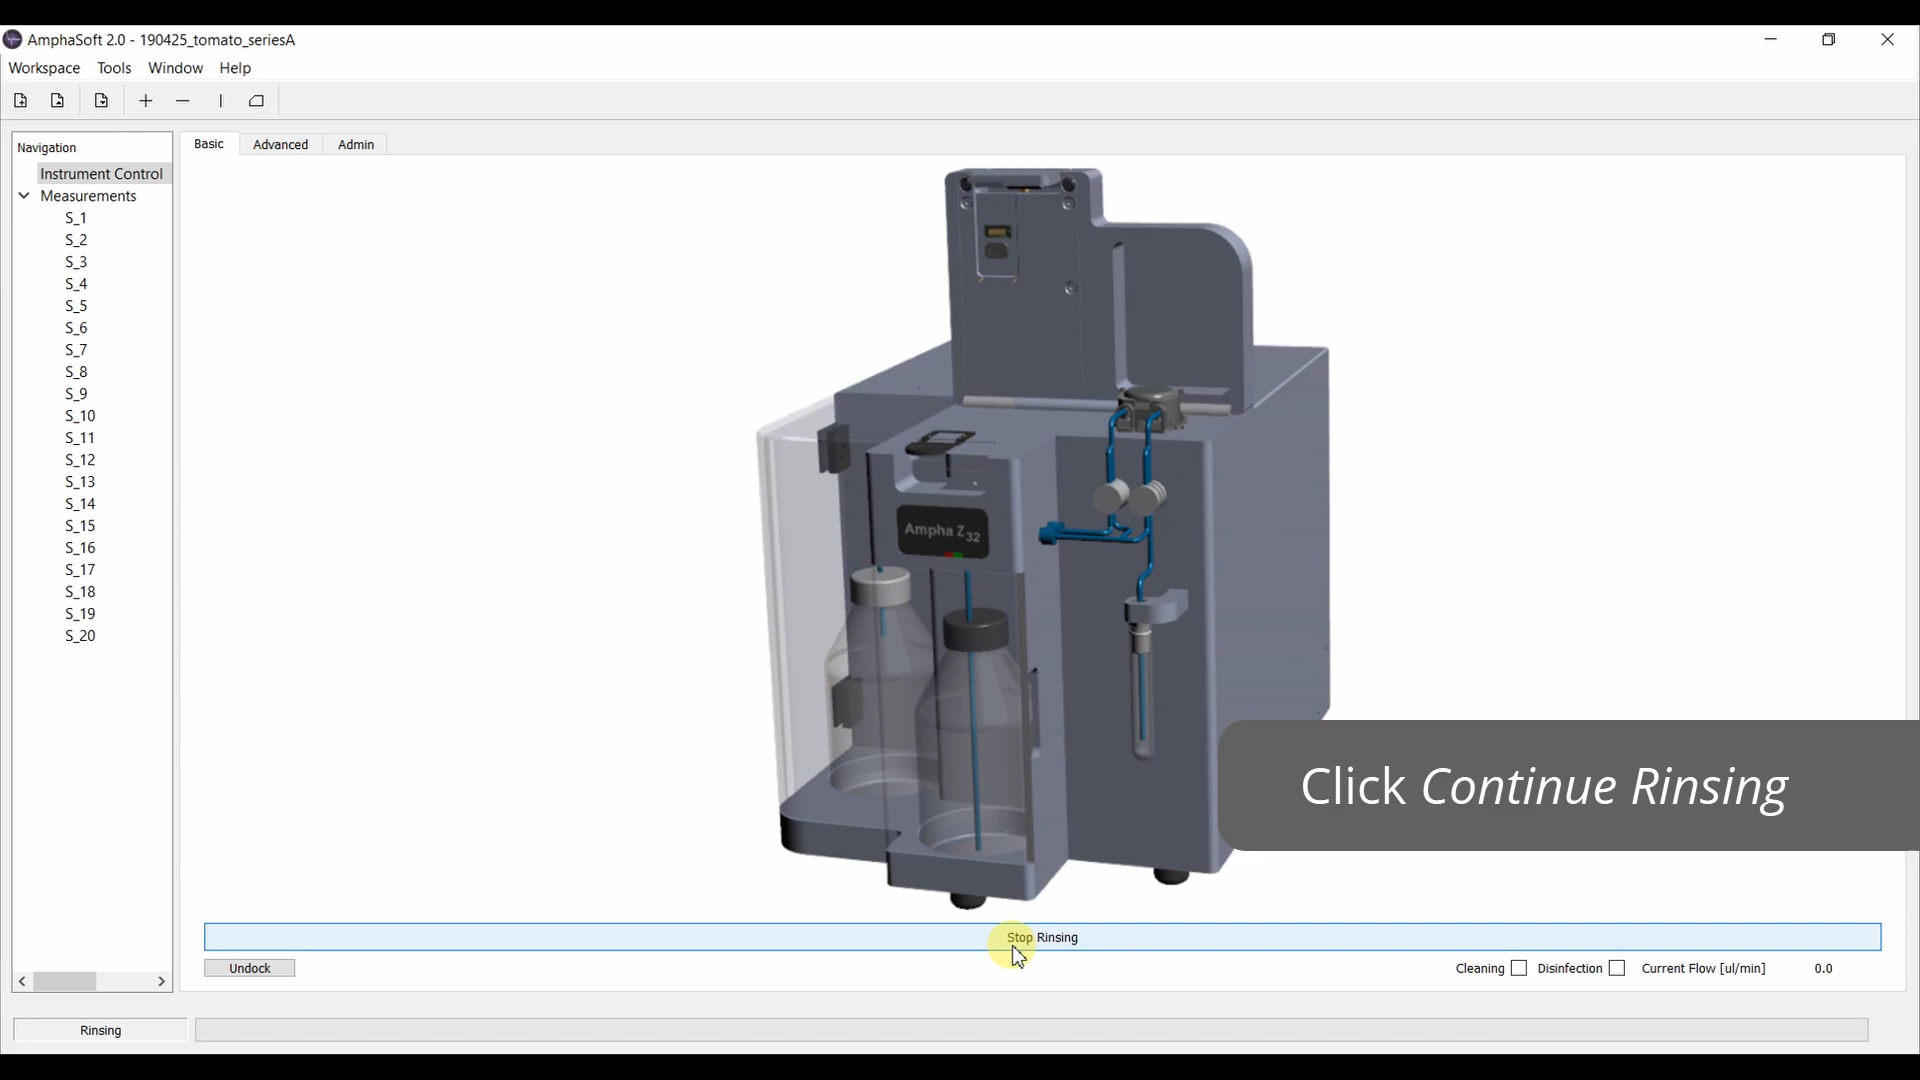 AmphaSoft 2.0 - 190425_tomato_seriesA
Workspace Tools Window Help
Navigation
Instrument Control
Measurements
S_1
S_2
S_3
S_4
S_5
S_6
S_7
S_8
S_9
S_10
S_11
S_12
S_13
S_14
S_15
S_16
S_17
S_18
S_19
S_20
Basic Advanced Admin
Ampha Z32
Click Continue Rinsing
Stop Rinsing
Undock
Cleaning Disinfection Current Flow [ul/min] 0.0
Rinsing